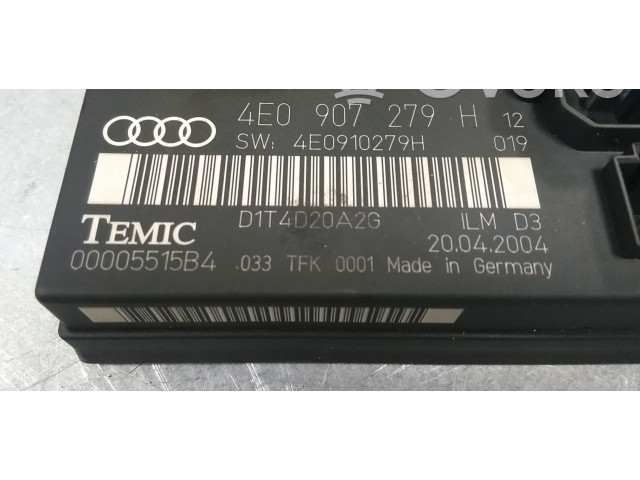 4E0 907 279 H 12
SW: 4E0910279H 019
D1T4D20A2G ILM D3
TEMIC 20.04.2004
00005515B4 .033 TFK 0001 Made in Germany